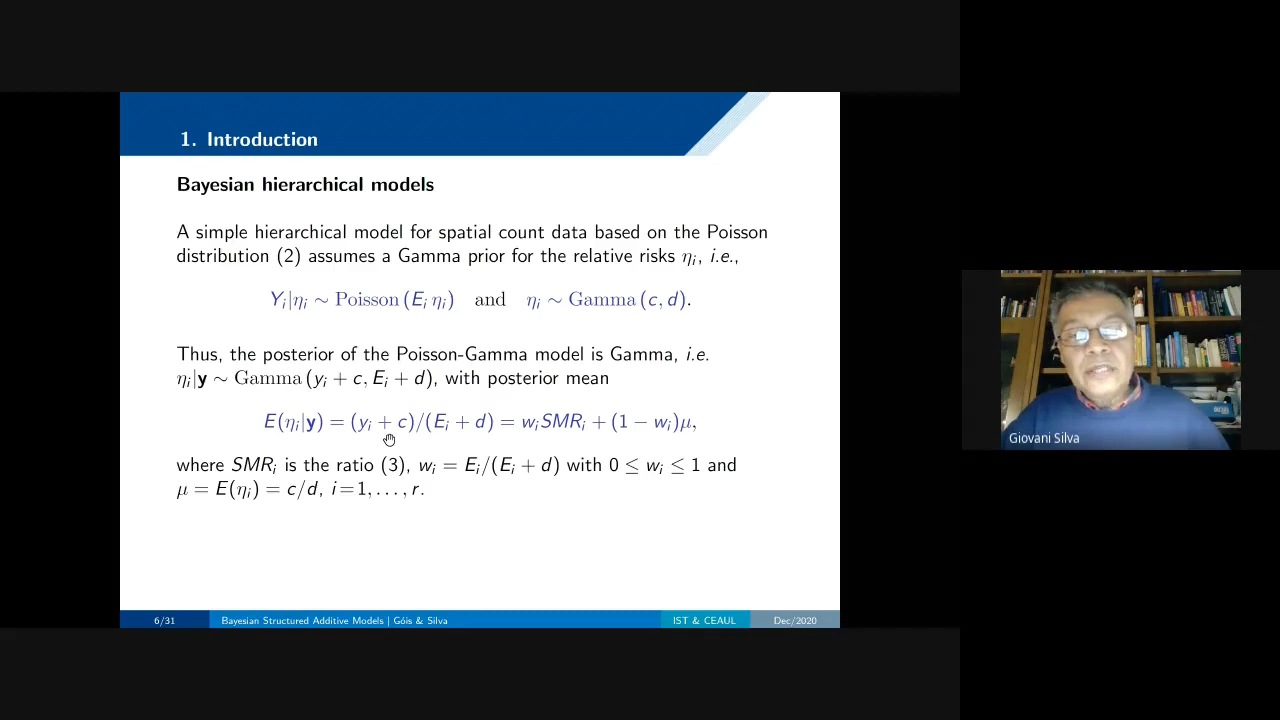 1. Introduction
Bayesian hierarchical models
A simple hierarchical model for spatial count data based on the Poisson
distribution (2) assumes a Gamma prior for the relative risks ηᵢ, i.e.,
Yᵢ|ηᵢ ∼ Poisson (Eᵢ ηᵢ) and ηᵢ ∼ Gamma (c, d).
Thus, the posterior of the Poisson-Gamma model is Gamma, i.e.
ηᵢ|y ∼ Gamma (yᵢ + c, Eᵢ + d), with posterior mean
E(ηᵢ|y) = (yᵢ + c)/(Eᵢ + d) = wᵢSMRᵢ + (1 − wᵢ)μ,
where SMRᵢ is the ratio (3), wᵢ = Eᵢ/(Eᵢ + d) with 0 ≤ wᵢ ≤ 1 and
μ = E(ηᵢ) = c/d, i=1, . . . , r.
6/31 Bayesian Structured Additive Models | Góis & Silva IST & CEAUL Dec/2020
Giovani Silva